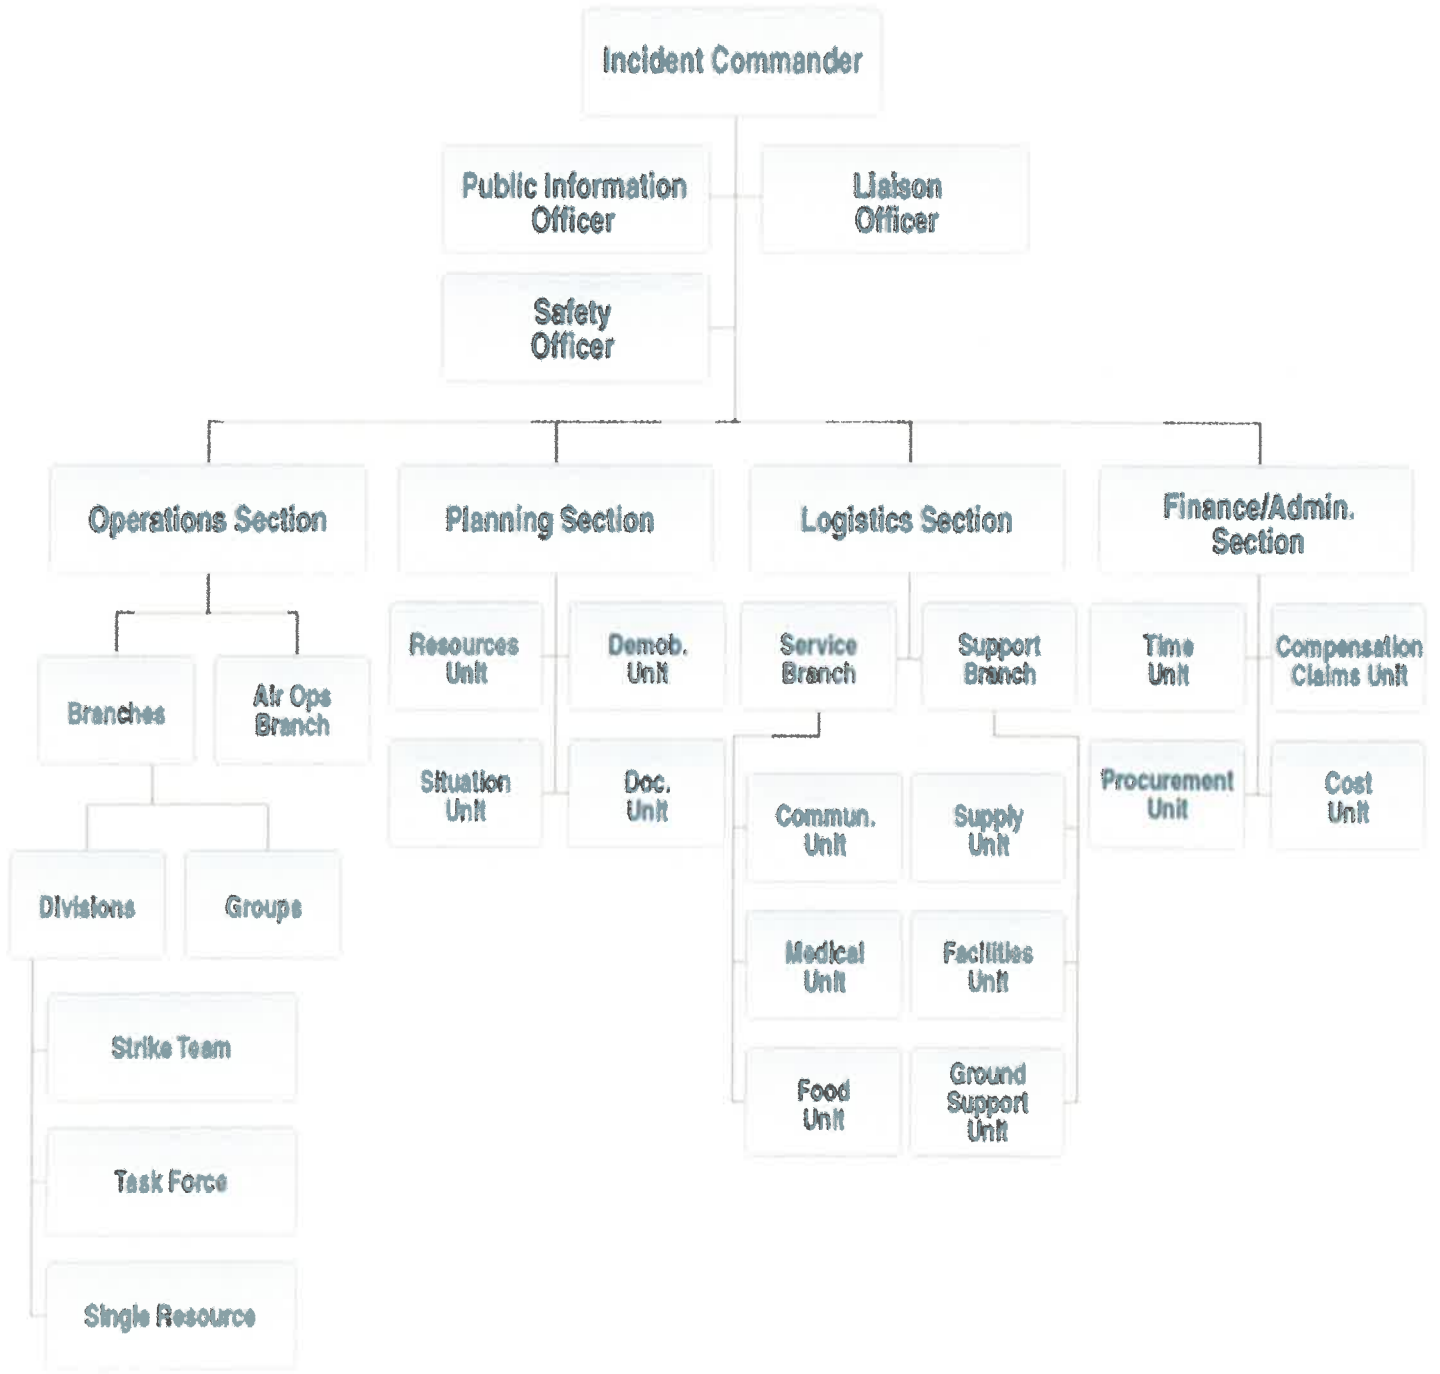 Incident Commander
Public Information
Officer
Liaison
Officer
Safety
Officer
Operations Section
Planning Section
Logistics Section
Finance/Admin.
Section
Resources
Unit
Demob.
Unit
Service
Branch
Support
Branch
Time
Unit
Compensation
Claims Unit
Branches
Air Ops
Branch
Situation
Unit
Doc.
Unit
Commun.
Unit
Supply
Unit
Procurement
Unit
Cost
Unit
Divisions
Groups
Medical
Unit
Facilities
Unit
Strike Team
Food
Unit
Ground
Support
Unit
Task Force
Single Resource